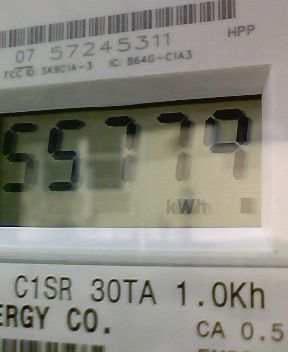 07 57245311 HPP
FCC ID: SK9C1A-3 IC: 864G-C1A3
55779
kWh
C1SR 30TA 1.0Kh
ERGY CO.
CA 0.5